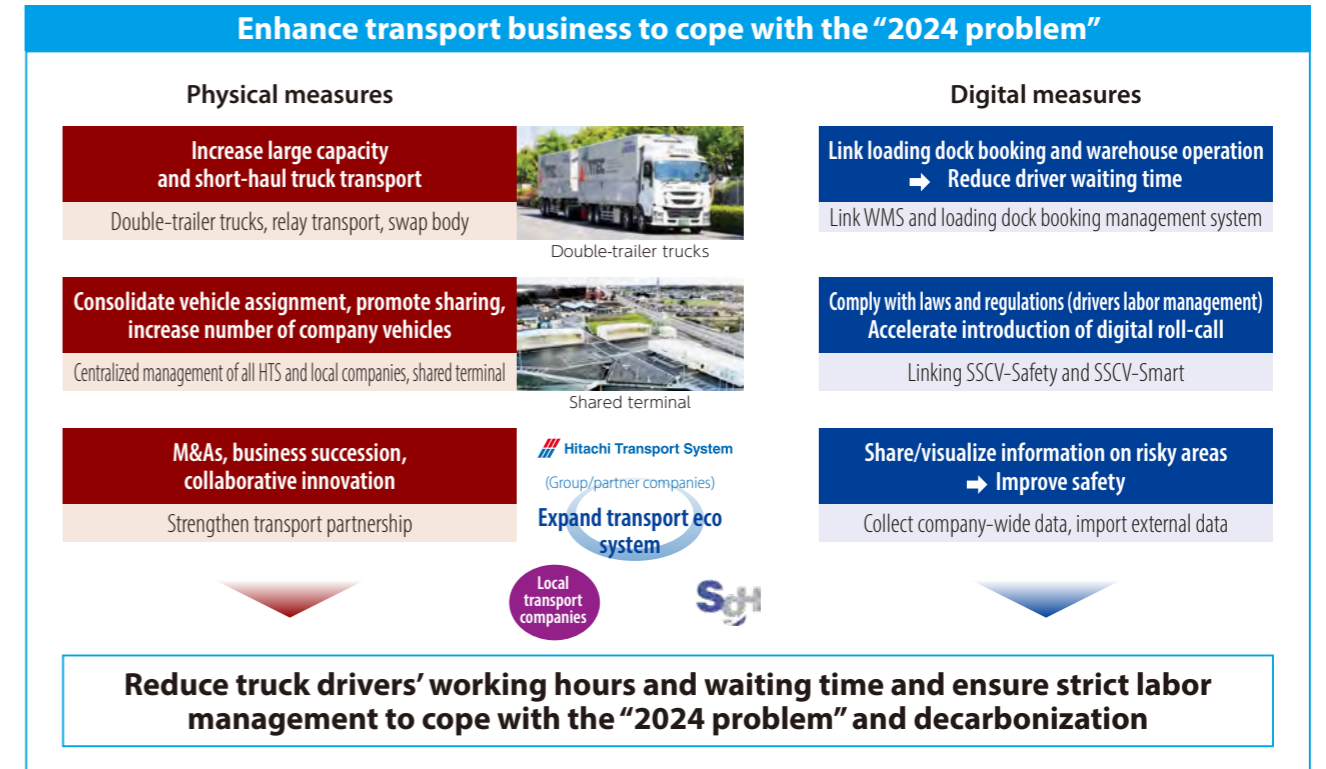 Enhance transport business to cope with the “2024 problem”
Physical measures
Increase large capacity
and short-haul truck transport
Double-trailer trucks, relay transport, swap body
Double-trailer trucks
Consolidate vehicle assignment, promote sharing,
increase number of company vehicles
Centralized management of all HTS and local companies, shared terminal
Shared terminal
M&As, business succession,
collaborative innovation
Strengthen transport partnership
Hitachi Transport System
(Group/partner companies)
Expand transport eco
system
Local
transport
companies
Digital measures
Link loading dock booking and warehouse operation
➡ Reduce driver waiting time
Link WMS and loading dock booking management system
Comply with laws and regulations (drivers labor management)
Accelerate introduction of digital roll-call
Linking SSCV-Safety and SSCV-Smart
Share/visualize information on risky areas
➡ Improve safety
Collect company-wide data, import external data
Reduce truck drivers’ working hours and waiting time and ensure strict labor
management to cope with the “2024 problem” and decarbonization